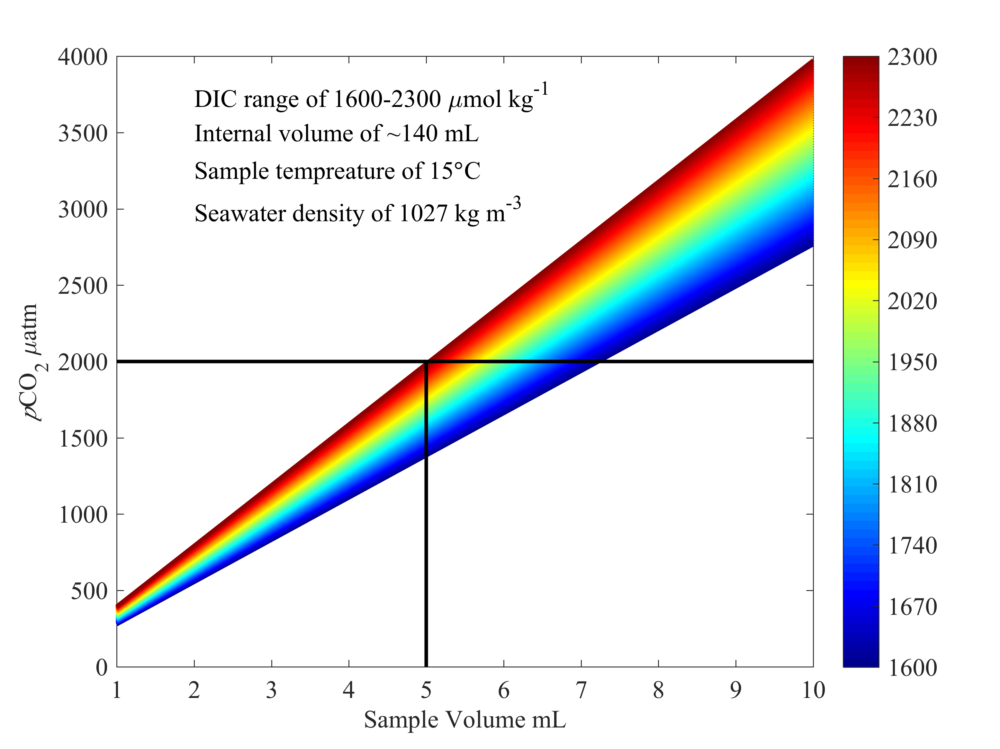 4000
3500
3000
2500
2000
1500
1000
500
0
pCO2 µatm
DIC range of 1600-2300 µmol kg-1
Internal volume of ~140 mL
Sample tempreature of 15°C
Seawater density of 1027 kg m-3
1 2 3 4 5 6 7 8 9 10
Sample Volume mL
2300
2230
2160
2090
2020
1950
1880
1810
1740
1670
1600